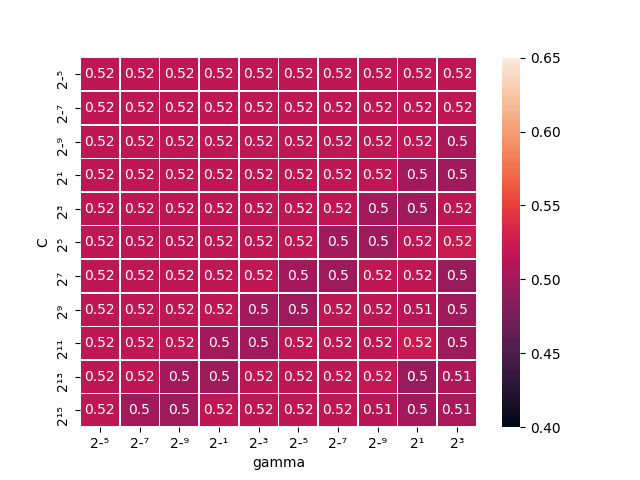 2-⁵ 0.52 0.52 0.52 0.52 0.52 0.52 0.52 0.52 0.52 0.52
2-⁷ 0.52 0.52 0.52 0.52 0.52 0.52 0.52 0.52 0.52 0.52
2-⁹ 0.52 0.52 0.52 0.52 0.52 0.52 0.52 0.52 0.52 0.5
2¹ 0.52 0.52 0.52 0.52 0.52 0.52 0.52 0.52 0.5 0.5
2³ 0.52 0.52 0.52 0.52 0.52 0.52 0.52 0.5 0.5 0.52
2⁵ 0.52 0.52 0.52 0.52 0.52 0.52 0.5 0.5 0.52 0.52
2⁷ 0.52 0.52 0.52 0.52 0.52 0.5 0.5 0.52 0.52 0.5
2⁹ 0.52 0.52 0.52 0.52 0.5 0.5 0.52 0.52 0.51 0.5
2¹¹ 0.52 0.52 0.52 0.5 0.5 0.52 0.52 0.52 0.52 0.5
2¹³ 0.52 0.52 0.5 0.5 0.52 0.52 0.52 0.52 0.5 0.51
2¹⁵ 0.52 0.5 0.5 0.52 0.52 0.52 0.52 0.51 0.5 0.51
C
2-⁵ 2-⁷ 2-⁹ 2-¹ 2-³ 2-⁵ 2-⁷ 2-⁹ 2¹ 2³
gamma
0.65
0.60
0.55
0.50
0.45
0.40